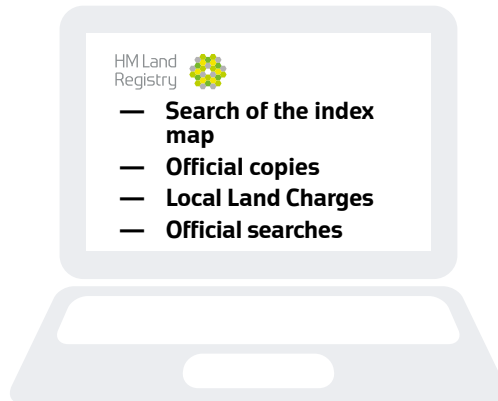 HM Land
Registry
— Search of the index
map
— Official copies
— Local Land Charges
— Official searches